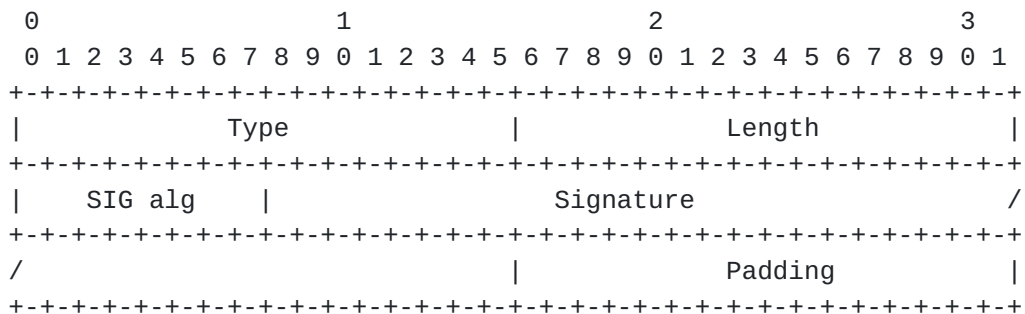 0                   1                   2                   3
 0 1 2 3 4 5 6 7 8 9 0 1 2 3 4 5 6 7 8 9 0 1 2 3 4 5 6 7 8 9 0 1
+-+-+-+-+-+-+-+-+-+-+-+-+-+-+-+-+-+-+-+-+-+-+-+-+-+-+-+-+-+-+-+-+
|             Type              |             Length            |
+-+-+-+-+-+-+-+-+-+-+-+-+-+-+-+-+-+-+-+-+-+-+-+-+-+-+-+-+-+-+-+-+
|    SIG alg    |                  Signature                    /
+-+-+-+-+-+-+-+-+-+-+-+-+-+-+-+-+-+-+-+-+-+-+-+-+-+-+-+-+-+-+-+-+
/                               |             Padding           |
+-+-+-+-+-+-+-+-+-+-+-+-+-+-+-+-+-+-+-+-+-+-+-+-+-+-+-+-+-+-+-+-+